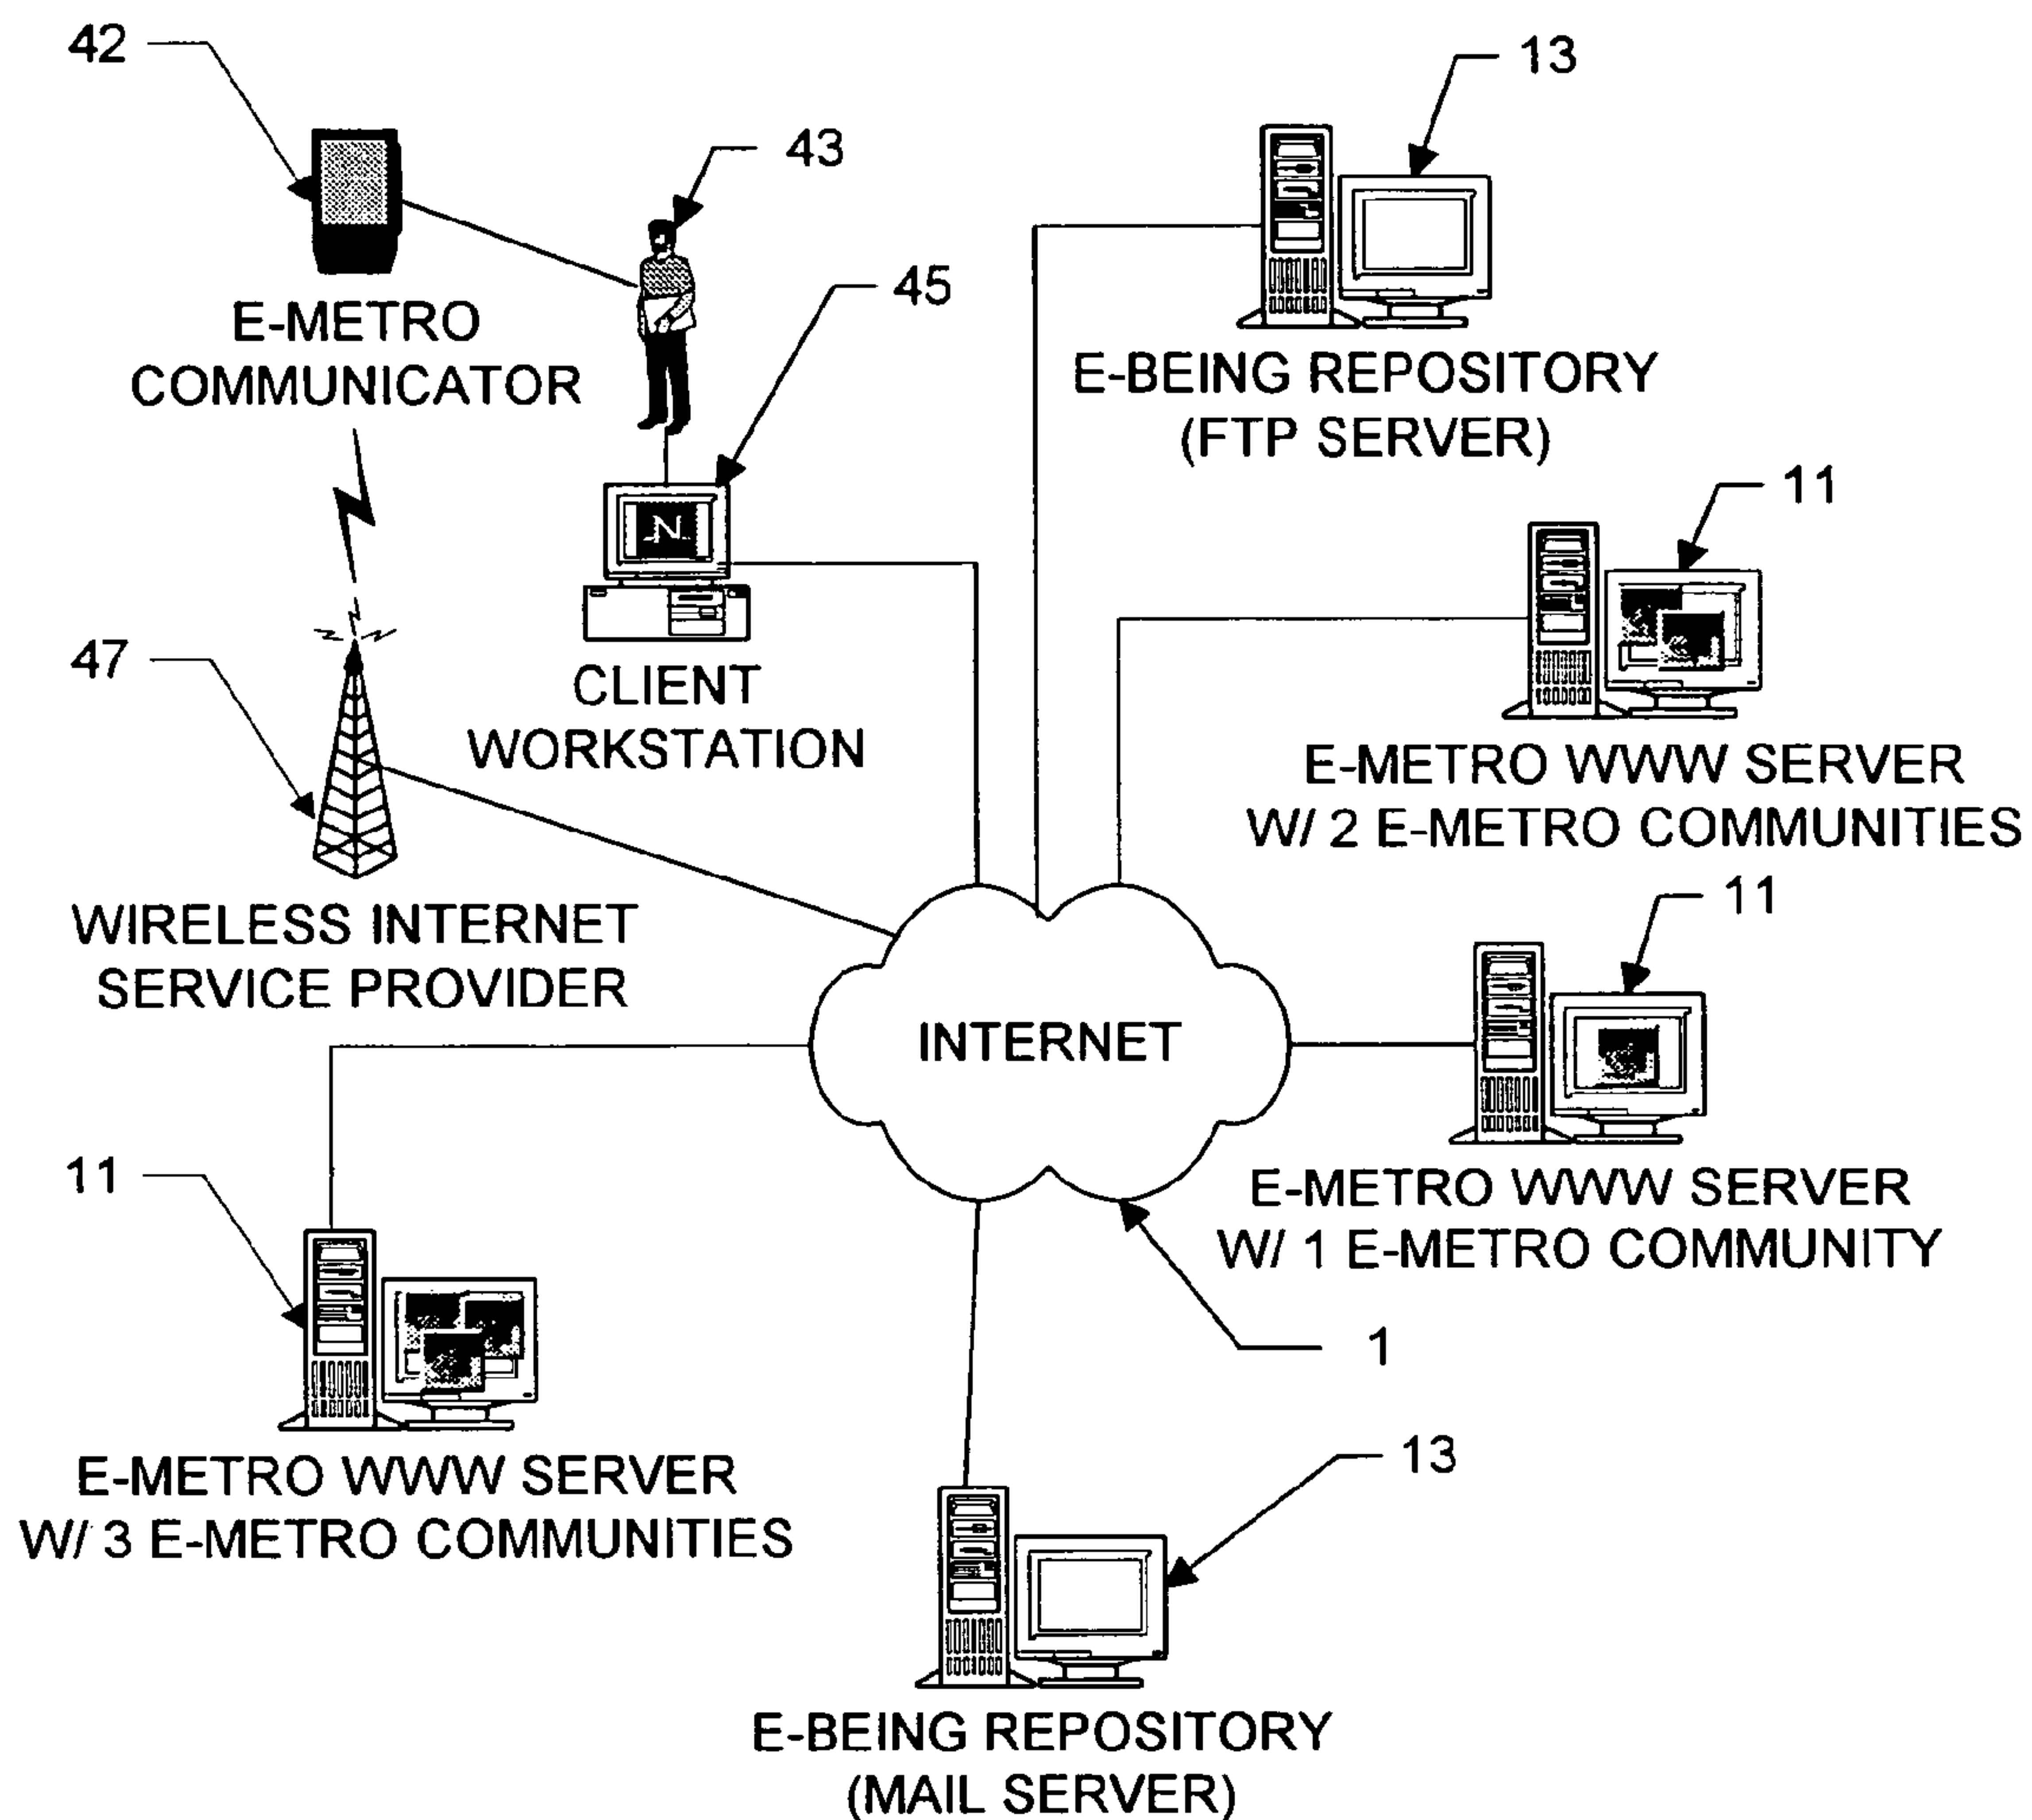 42
13
43
45
E-METRO
COMMUNICATOR
E-BEING REPOSITORY
(FTP SERVER)
11
N
47
CLIENT
WORKSTATION
E-METRO WWW SERVER
W/ 2 E-METRO COMMUNITIES
11
WIRELESS INTERNET
SERVICE PROVIDER
INTERNET
11
E-METRO WWW SERVER
W/ 1 E-METRO COMMUNITY
1
E-METRO WWW SERVER
W/ 3 E-METRO COMMUNITIES
13
E-BEING REPOSITORY
(MAIL SERVER)